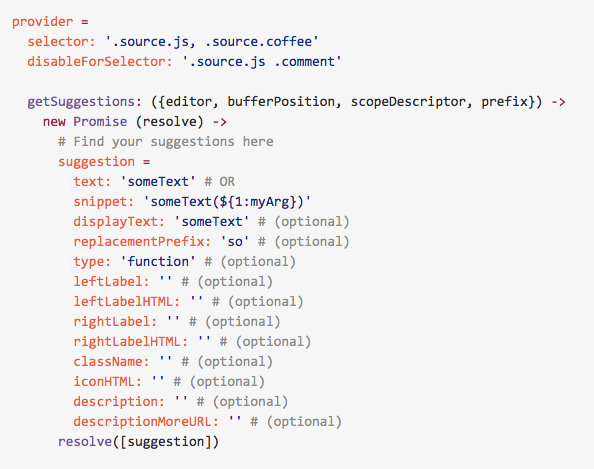 provider =
  selector: '.source.js, .source.coffee'
  disableForSelector: '.source.js .comment'

  getSuggestions: ({editor, bufferPosition, scopeDescriptor, prefix}) ->
    new Promise (resolve) ->
      # Find your suggestions here
      suggestion =
        text: 'someText' # OR
        snippet: 'someText(${1:myArg})'
        displayText: 'someText' # (optional)
        replacementPrefix: 'so' # (optional)
        type: 'function' # (optional)
        leftLabel: '' # (optional)
        leftLabelHTML: '' # (optional)
        rightLabel: '' # (optional)
        rightLabelHTML: '' # (optional)
        className: '' # (optional)
        iconHTML: '' # (optional)
        description: '' # (optional)
        descriptionMoreURL: '' # (optional)
      resolve([suggestion])